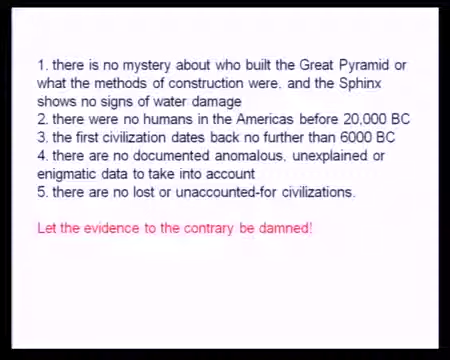 1. there is no mystery about who built the Great Pyramid or
what the methods of construction were, and the Sphinx
shows no signs of water damage
2. there were no humans in the Americas before 20,000 BC
3. the first civilization dates back no further than 6000 BC
4. there are no documented anomalous, unexplained or
enigmatic data to take into account
5. there are no lost or unaccounted-for civilizations.
Let the evidence to the contrary be damned!